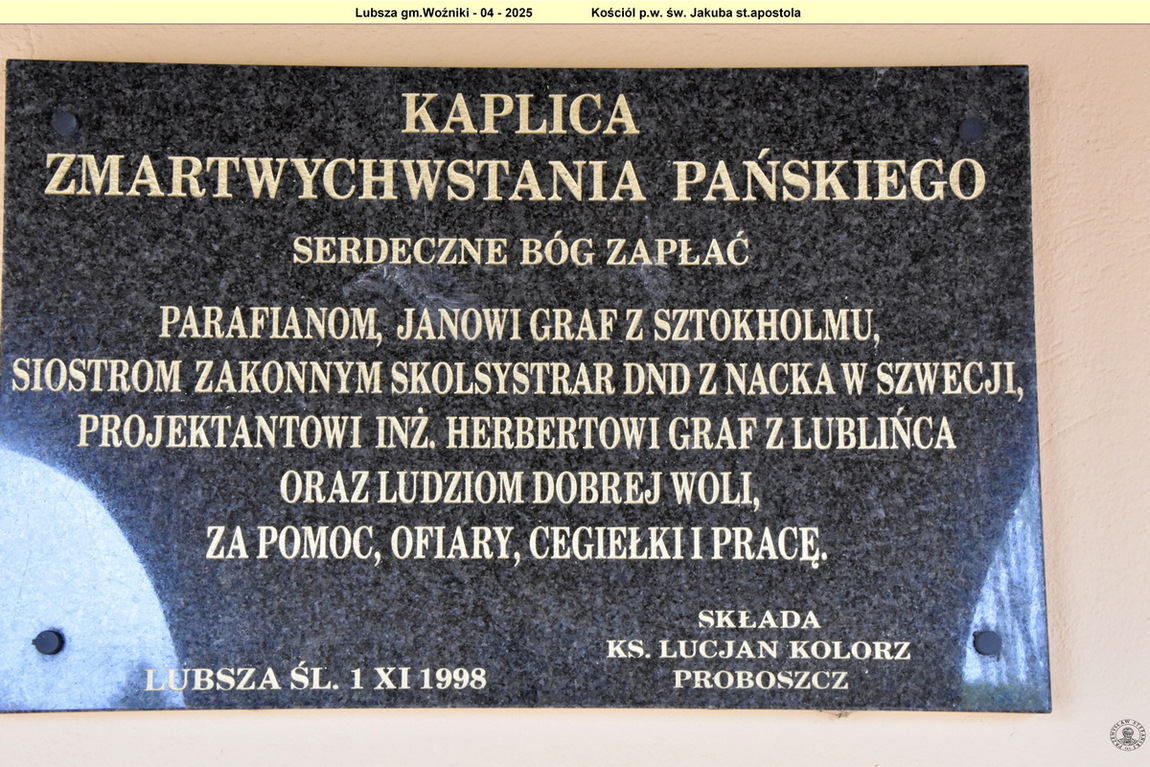 Lubsza gm.Woźniki - 04 - 2025 Kościól p.w. św. Jakuba st.apostola
KAPLICA
ZMARTWYCHWSTANIA PAŃSKIEGO
SERDECZNE BÓG ZAPŁAĆ
PARAFIANOM, JANOWI GRAF Z SZTOKHOLMU,
SIOSTROM ZAKONNYM SKOLSYSTRAR DND Z NACKA W SZWECJI,
PROJEKTANTOWI INŻ. HERBERTOWI GRAF Z LUBLIŃCA
ORAZ LUDZIOM DOBREJ WOLI,
ZA POMOC, OFIARY, CEGIEŁKI I PRACĘ.
SKŁADA
KS. LUCJAN KOLORZ
PROBOSZCZ
LUBSZA ŚL. 1 XI 1998